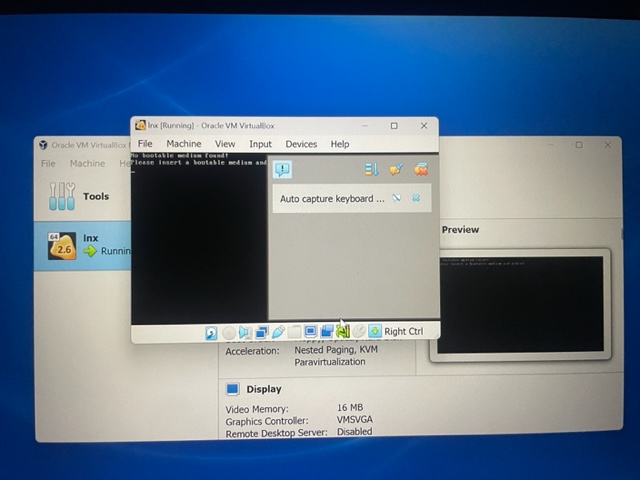 lnx [Running] - Oracle VM VirtualBox
File Machine View Input Devices Help
No bootable medium found!
Please insert a bootable medium and
Auto capture keyboard ...
Right Ctrl
Oracle VM VirtualBox
File Machine
Tools
64
2.6
lnx
Runnin
Preview
Acceleration: Nested Paging, KVM
Paravirtualization
Display
Video Memory: 16 MB
Graphics Controller: VMSVGA
Remote Desktop Server: Disabled